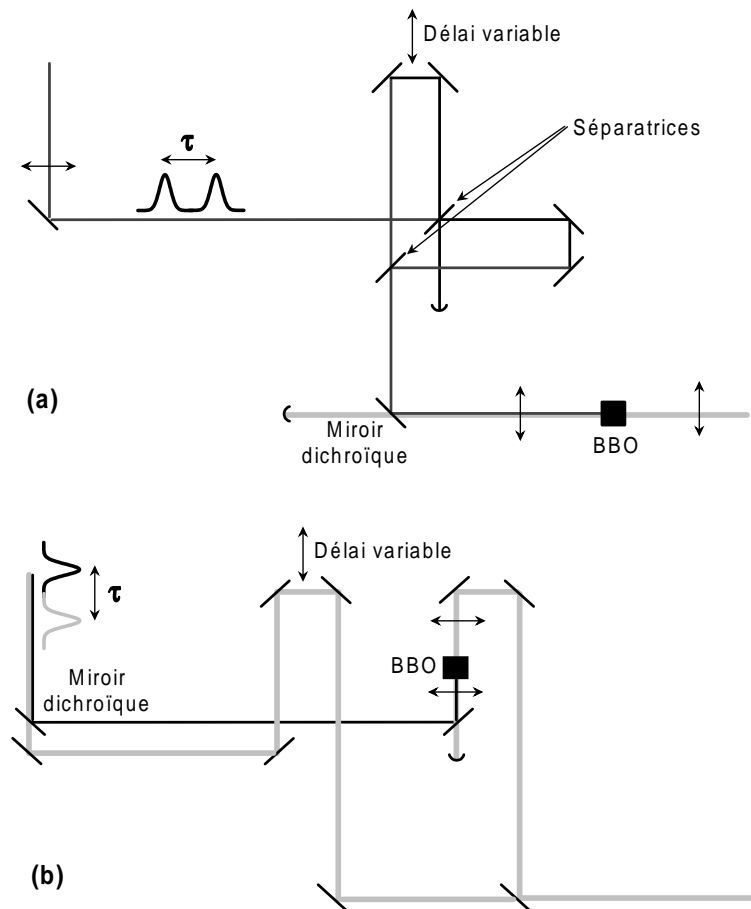 Délai variable
τ
Séparatrices
(a)
Miroir
dichroïque
BBO
Délai variable
τ
BBO
Miroir
dichroïque
(b)